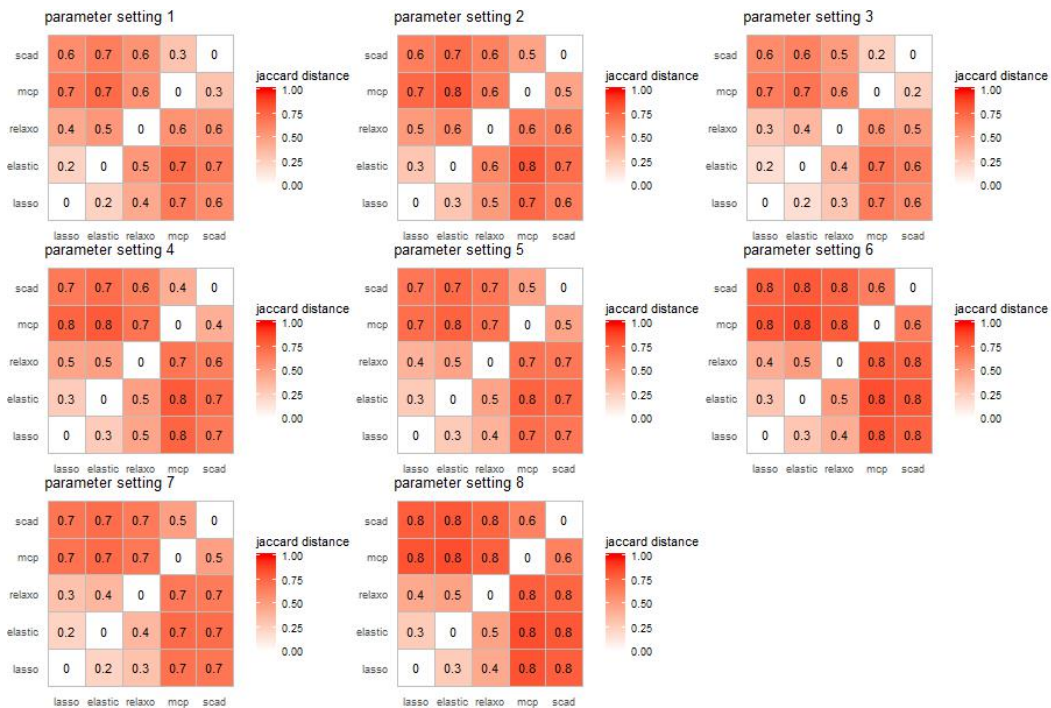 parameter setting 1
scad 0.6 0.7 0.6 0.3 0
mcp 0.7 0.7 0.6 0 0.3
relaxo 0.4 0.5 0 0.6 0.6
elastic 0.2 0 0.5 0.7 0.7
lasso 0 0.2 0.4 0.7 0.6
lasso elastic relaxo mcp scad
jaccard distance
1.00
0.75
0.50
0.25
0.00
parameter setting 2
scad 0.6 0.7 0.6 0.5 0
mcp 0.7 0.8 0.6 0 0.5
relaxo 0.5 0.6 0 0.6 0.6
elastic 0.3 0 0.6 0.8 0.7
lasso 0 0.3 0.5 0.7 0.6
lasso elastic relaxo mcp scad
jaccard distance
1.00
0.75
0.50
0.25
0.00
parameter setting 3
scad 0.6 0.6 0.5 0.2 0
mcp 0.7 0.7 0.6 0 0.2
relaxo 0.3 0.4 0 0.6 0.5
elastic 0.2 0 0.4 0.7 0.6
lasso 0 0.2 0.3 0.7 0.6
lasso elastic relaxo mcp scad
jaccard distance
1.00
0.75
0.50
0.25
0.00
parameter setting 4
scad 0.7 0.7 0.6 0.4 0
mcp 0.8 0.8 0.7 0 0.4
relaxo 0.5 0.5 0 0.7 0.6
elastic 0.3 0 0.5 0.8 0.7
lasso 0 0.3 0.5 0.8 0.7
lasso elastic relaxo mcp scad
jaccard distance
1.00
0.75
0.50
0.25
0.00
parameter setting 5
scad 0.7 0.7 0.7 0.5 0
mcp 0.7 0.8 0.7 0 0.5
relaxo 0.4 0.5 0 0.7 0.7
elastic 0.3 0 0.5 0.8 0.7
lasso 0 0.3 0.4 0.7 0.7
lasso elastic relaxo mcp scad
jaccard distance
1.00
0.75
0.50
0.25
0.00
parameter setting 6
scad 0.8 0.8 0.8 0.6 0
mcp 0.8 0.8 0.8 0 0.6
relaxo 0.4 0.5 0 0.8 0.8
elastic 0.3 0 0.5 0.8 0.8
lasso 0 0.3 0.4 0.8 0.8
lasso elastic relaxo mcp scad
jaccard distance
1.00
0.75
0.50
0.25
0.00
parameter setting 7
scad 0.7 0.7 0.7 0.5 0
mcp 0.7 0.7 0.7 0 0.5
relaxo 0.3 0.4 0 0.7 0.7
elastic 0.2 0 0.4 0.7 0.7
lasso 0 0.2 0.3 0.7 0.7
lasso elastic relaxo mcp scad
jaccard distance
1.00
0.75
0.50
0.25
0.00
parameter setting 8
scad 0.8 0.8 0.8 0.6 0
mcp 0.8 0.8 0.8 0 0.6
relaxo 0.4 0.5 0 0.8 0.8
elastic 0.3 0 0.5 0.8 0.8
lasso 0 0.3 0.4 0.8 0.8
lasso elastic relaxo mcp scad
jaccard distance
1.00
0.75
0.50
0.25
0.00